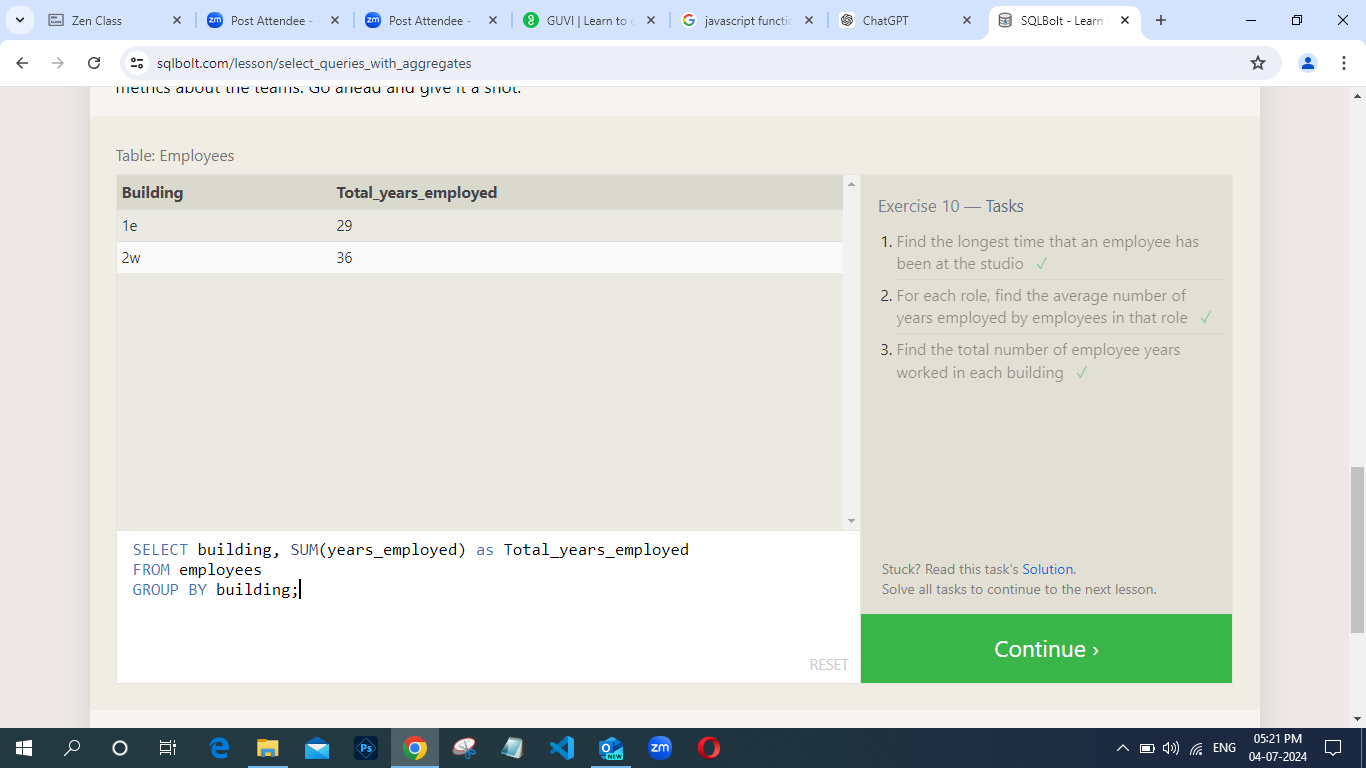 Zen Class
Post Attendee -
Post Attendee -
GUVI | Learn to c
javascript functio
ChatGPT
SQLBolt - Learn S
sqlbolt.com/lesson/select_queries_with_aggregates
metrics about the teams. Go ahead and give it a shot.
Table: Employees
Building Total_years_employed
1e 29
2w 36
Exercise 10 — Tasks
1. Find the longest time that an employee has
been at the studio ✓
2. For each role, find the average number of
years employed by employees in that role ✓
3. Find the total number of employee years
worked in each building ✓
SELECT building, SUM(years_employed) as Total_years_employed
FROM employees
GROUP BY building;
RESET
Stuck? Read this task's Solution.
Solve all tasks to continue to the next lesson.
Continue ›
ENG
05:21 PM
04-07-2024